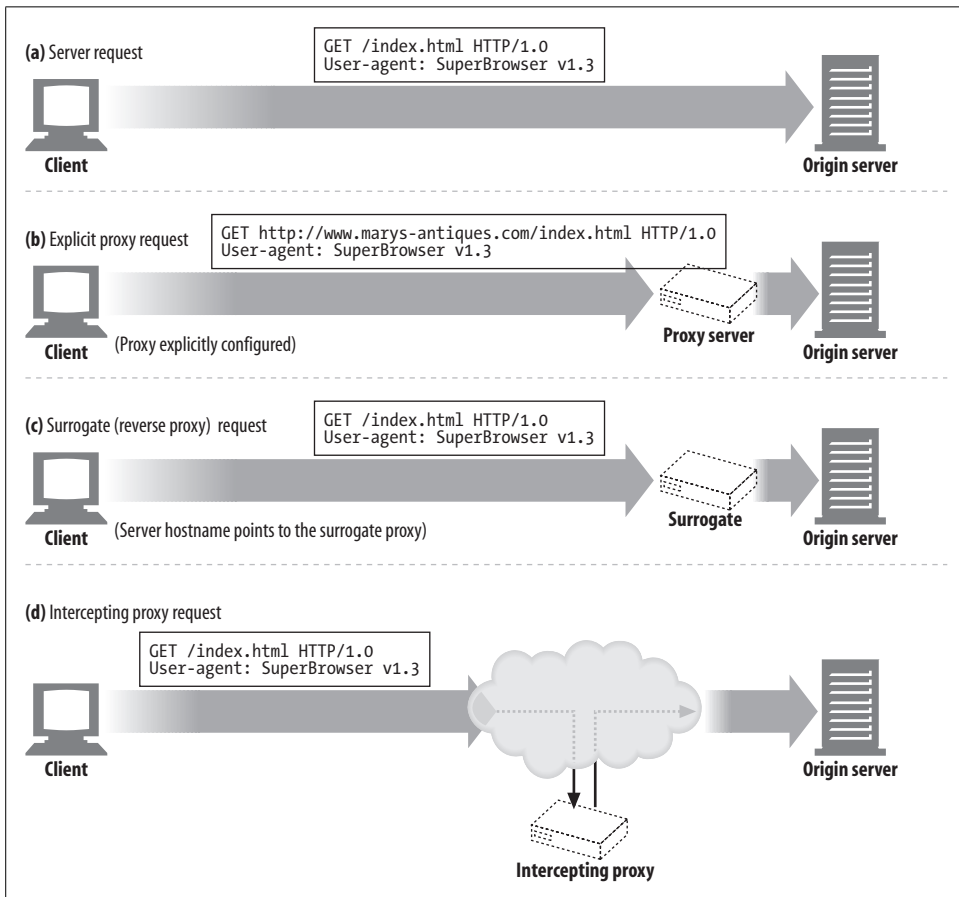 (a) Server request
GET /index.html HTTP/1.0
User-agent: SuperBrowser v1.3
Client
Origin server
(b) Explicit proxy request
GET http://www.marys-antiques.com/index.html HTTP/1.0
User-agent: SuperBrowser v1.3
Client
(Proxy explicitly configured)
Proxy server
Origin server
(c) Surrogate (reverse proxy) request
GET /index.html HTTP/1.0
User-agent: SuperBrowser v1.3
Client
(Server hostname points to the surrogate proxy)
Surrogate
Origin server
(d) Intercepting proxy request
GET /index.html HTTP/1.0
User-agent: SuperBrowser v1.3
Client
Origin server
Intercepting proxy